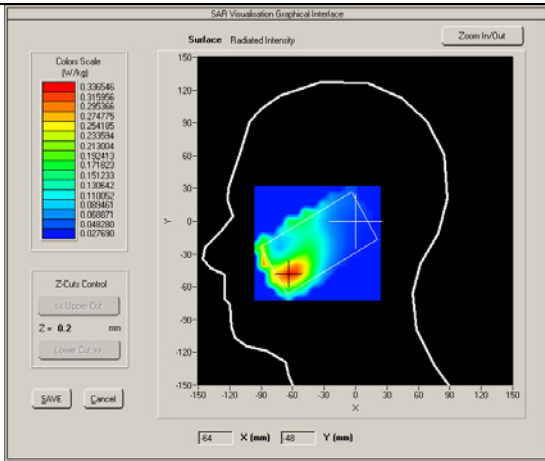 SAR Visualisation Graphical Interface
Surface Radiated Intensity
Zoom In/Out
Colors Scale
(W/kg)
0.336546
0.315956
0.295366
0.274775
0.254185
0.233594
0.213004
0.192413
0.171823
0.151233
0.130642
0.110052
0.089461
0.068871
0.048280
0.027690
Z-Cuts Control
<< Upper Cut
Z = 0.2 mm
Lower Cut >>
SAVE Cancel
150
120
90
60
30
Y 0
-30
-60
-90
-120
-150
-150 -120 -90 -60 -30 0 30 60 90 120 150
X
-64 X (mm) -48 Y (mm)